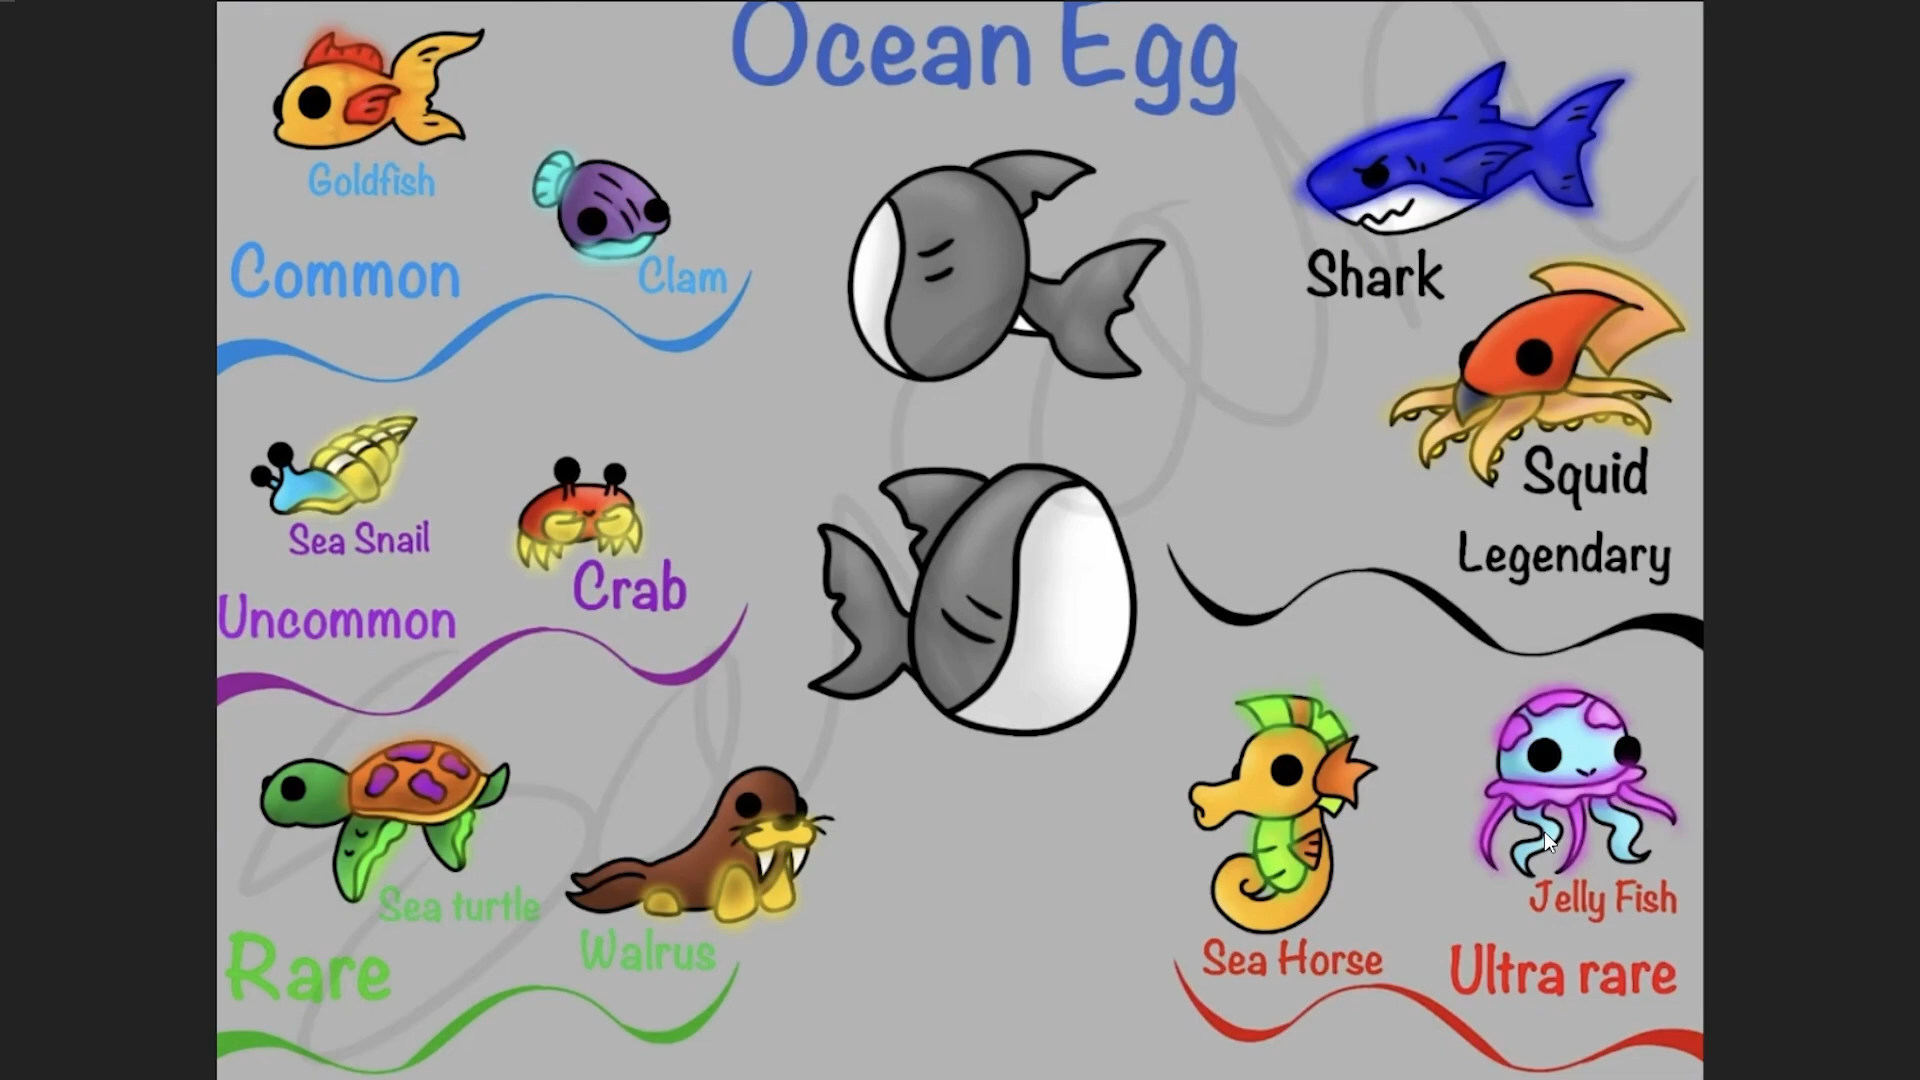 Ocean Egg
Goldfish
Clam
Common
Sea Snail
Crab
Uncommon
Sea turtle
Walrus
Rare
Shark
Squid
Legendary
Sea Horse
Jelly Fish
Ultra rare